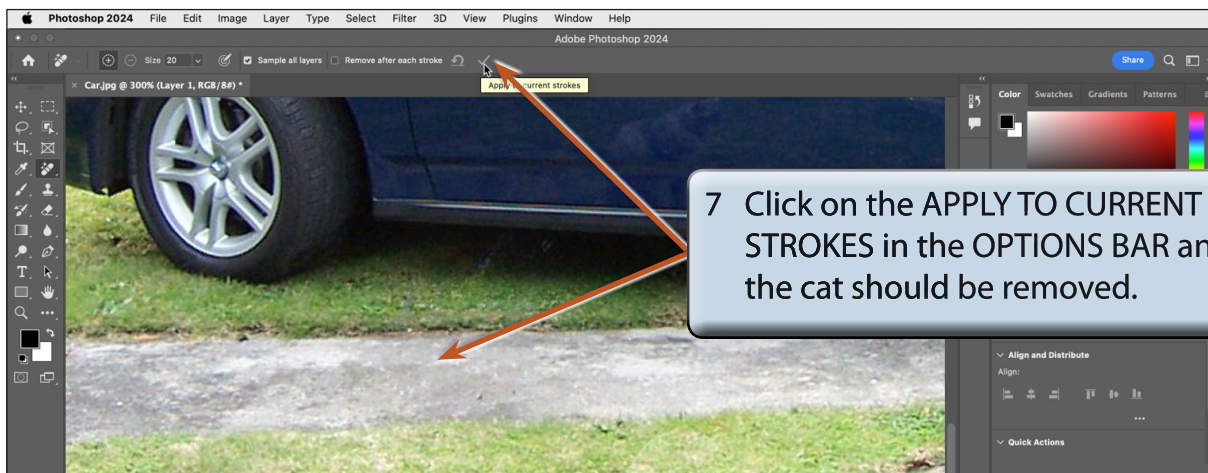 Photoshop 2024 File Edit Image Layer Type Select Filter 3D View Plugins Window Help
Adobe Photoshop 2024
Size 20 Sample all layers Remove after each stroke Share
Car.jpg @ 300% (Layer 1, RGB/8#) *
current strokes
Color Swatches Gradients Patterns
7 Click on the APPLY TO CURRENT
STROKES in the OPTIONS BAR
the cat should be removed.
Align and Distribute
Align:
Quick Actions